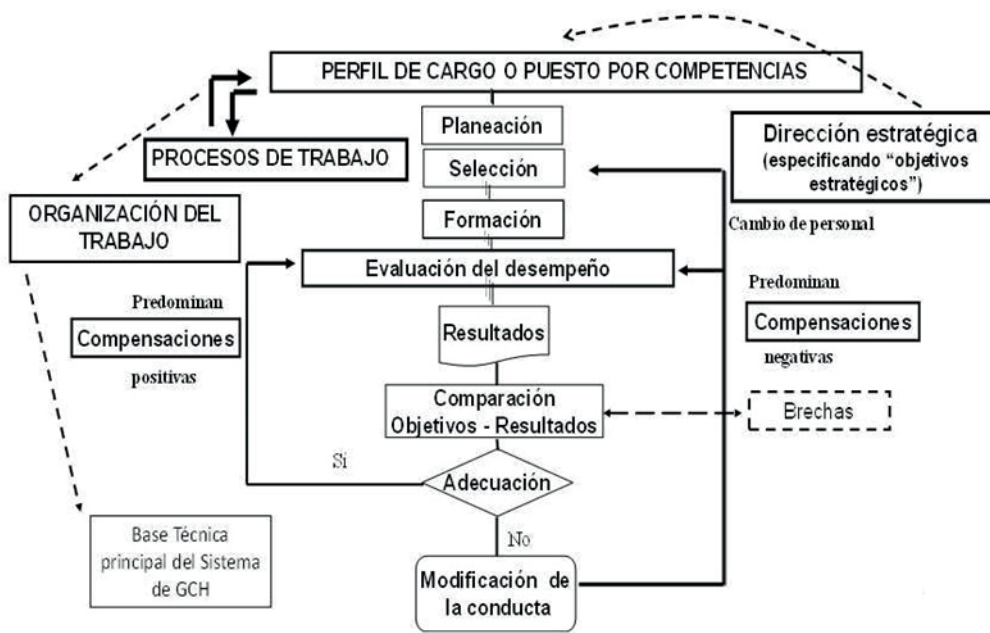 PERFIL DE CARGO O PUESTO POR COMPETENCIAS
Planeación
PROCESOS DE TRABAJO
Selección
Dirección estratégica
(especificando “objetivos
estratégicos”)
ORGANIZACIÓN DEL
TRABAJO
Formación
Cambio de personal
Evaluación del desempeño
Predominan
Compensaciones
positivas
Resultados
Predominan
Compensaciones
negativas
Comparación
Objetivos - Resultados
Brechas
Sí
Adecuación
No
Base Técnica
principal del Sistema
de GCH
Modificación de
la conducta